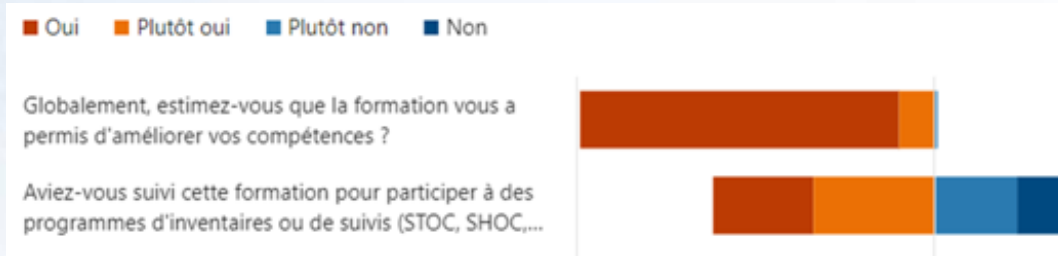 Oui Plutôt oui Plutôt non Non
Globalement, estimez-vous que la formation vous a
permis d'améliorer vos compétences ?
Aviez-vous suivi cette formation pour participer à des
programmes d'inventaires ou de suivis (STOC, SHOC,...